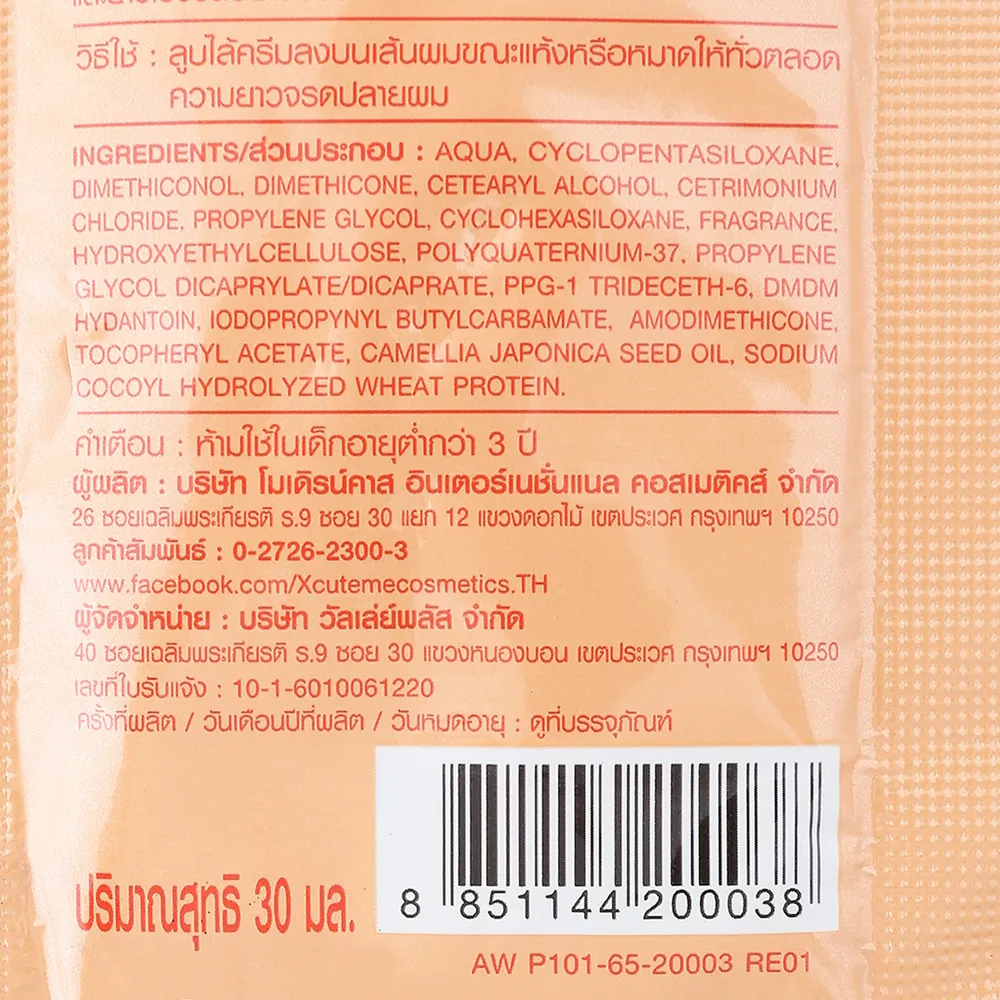 วิธีใช้ : ลูบไล้ครีมลงบนเส้นผมขณะแห้งหรือหมาดให้ทั่วตลอด
ความยาวจรดปลายผม
INGREDIENTS/ส่วนประกอบ : AQUA, CYCLOPENTASILOXANE,
DIMETHICONOL, DIMETHICONE, CETEARYL ALCOHOL, CETRIMONIUM
CHLORIDE, PROPYLENE GLYCOL, CYCLOHEXASILOXANE, FRAGRANCE,
HYDROXYETHYLCELLULOSE, POLYQUATERNIUM-37, PROPYLENE
GLYCOL DICAPRYLATE/DICAPRATE, PPG-1 TRIDECETH-6, DMDM
HYDANTOIN, IODOPROPYNYL BUTYLCARBAMATE, AMODIMETHICONE,
TOCOPHERYL ACETATE, CAMELLIA JAPONICA SEED OIL, SODIUM
COCOYL HYDROLYZED WHEAT PROTEIN.
คำเตือน : ห้ามใช้ในเด็กอายุต่ำกว่า 3 ปี
ผู้ผลิต : บริษัท โมเดิร์นคาส อินเตอร์เนชั่นแนล คอสเมติคส์ จำกัด
26 ซอยเฉลิมพระเกียรติ ร.9 ซอย 30 แยก 12 แขวงดอกไม้ เขตประเวศ กรุงเทพฯ 10250
ลูกค้าสัมพันธ์ : 0-2726-2300-3
www.facebook.com/Xcutemecosmetics.TH
ผู้จัดจำหน่าย : บริษัท วัลเล่ย์พลัส จำกัด
40 ซอยเฉลิมพระเกียรติ ร.9 ซอย 30 แขวงหนองบอน เขตประเวศ กรุงเทพฯ 10250
เลขที่ใบรับแจ้ง : 10-1-6010061220
ครั้งที่ผลิต / วันเดือนปีที่ผลิต / วันหมดอายุ : ดูที่บรรจุภัณฑ์
ปริมาณสุทธิ 30 มล.
8 851144 200038
AW P101-65-20003 RE01